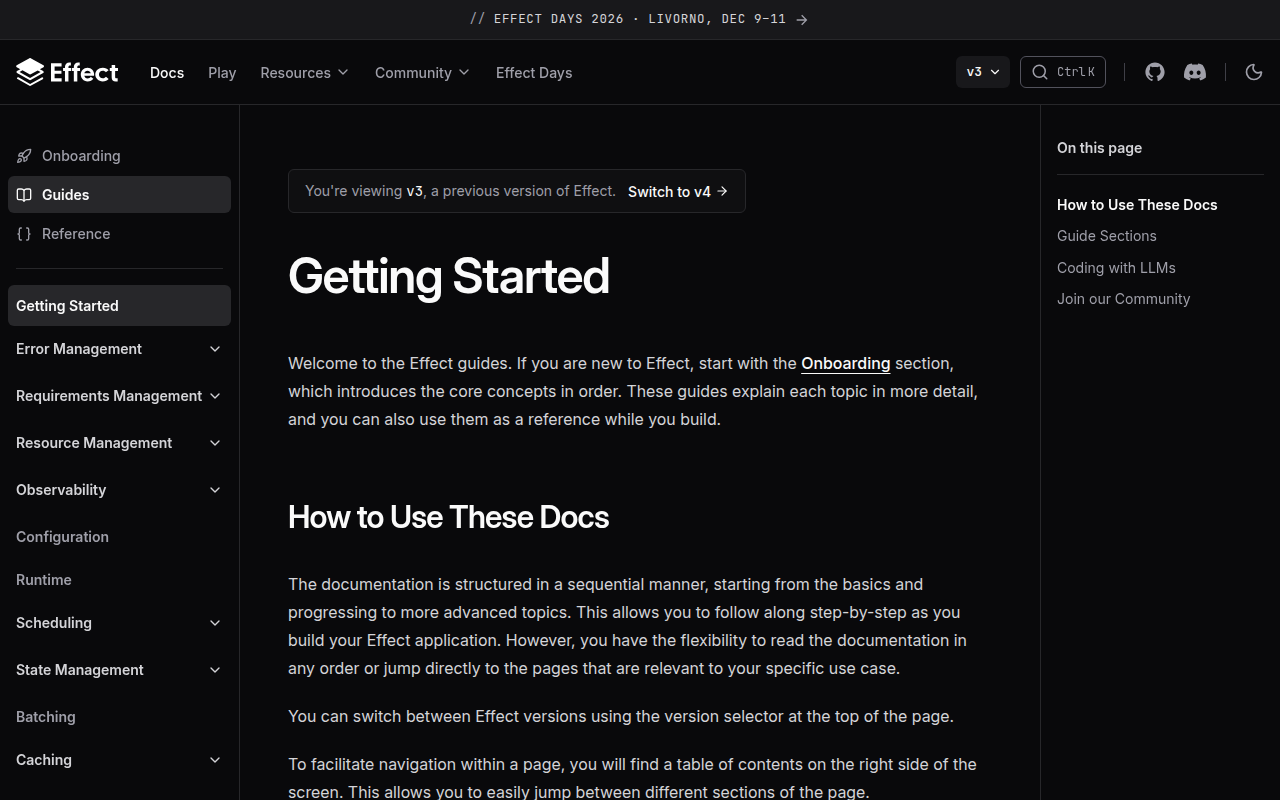 // EFFECT DAYS 2026 · LIVORNO, DEC 9–11 →
Effect
Docs
Play
Resources
Community
Effect Days
v3
Ctrl K
Onboarding
Guides
Reference
Getting Started
Error Management
Requirements Management
Resource Management
Observability
Configuration
Runtime
Scheduling
State Management
Batching
Caching
You're viewing v3, a previous version of Effect. Switch to v4 →
Getting Started
Welcome to the Effect guides. If you are new to Effect, start with the Onboarding section,
which introduces the core concepts in order. These guides explain each topic in more detail,
and you can also use them as a reference while you build.
How to Use These Docs
The documentation is structured in a sequential manner, starting from the basics and
progressing to more advanced topics. This allows you to follow along step-by-step as you
build your Effect application. However, you have the flexibility to read the documentation in
any order or jump directly to the pages that are relevant to your specific use case.
You can switch between Effect versions using the version selector at the top of the page.
To facilitate navigation within a page, you will find a table of contents on the right side of the
screen. This allows you to easily jump between different sections of the page.
On this page
How to Use These Docs
Guide Sections
Coding with LLMs
Join our Community